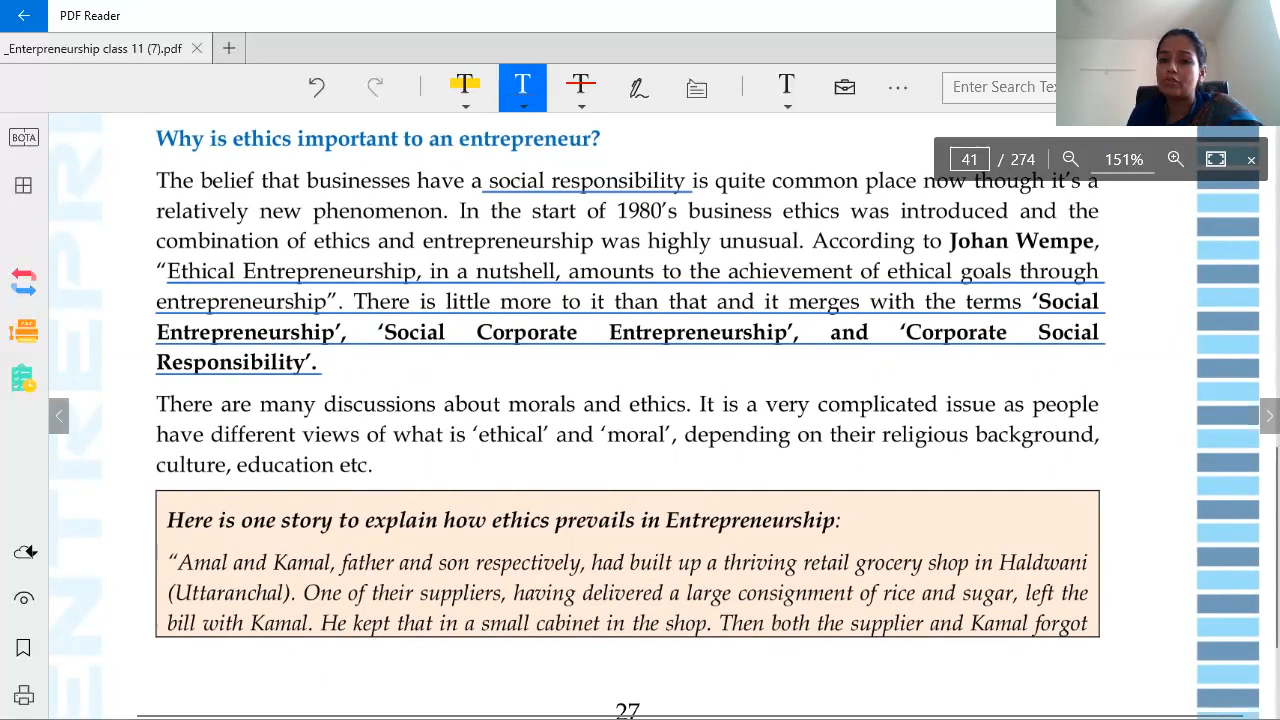 PDF Reader
_Enterpreneurship class 11 (7).pdf
Enter Search Te
BOTA
41 / 274
151%
Why is ethics important to an entrepreneur?
The belief that businesses have a social responsibility is quite common place now though it's a
relatively new phenomenon. In the start of 1980's business ethics was introduced and the
combination of ethics and entrepreneurship was highly unusual. According to Johan Wempe,
“Ethical Entrepreneurship, in a nutshell, amounts to the achievement of ethical goals through
entrepreneurship”. There is little more to it than that and it merges with the terms ‘Social
Entrepreneurship’, ‘Social Corporate Entrepreneurship’, and ‘Corporate Social
Responsibility’.
There are many discussions about morals and ethics. It is a very complicated issue as people
have different views of what is ‘ethical’ and ‘moral’, depending on their religious background,
culture, education etc.
Here is one story to explain how ethics prevails in Entrepreneurship:
“Amal and Kamal, father and son respectively, had built up a thriving retail grocery shop in Haldwani
(Uttaranchal). One of their suppliers, having delivered a large consignment of rice and sugar, left the
bill with Kamal. He kept that in a small cabinet in the shop. Then both the supplier and Kamal forgot
27
ENTREPRE